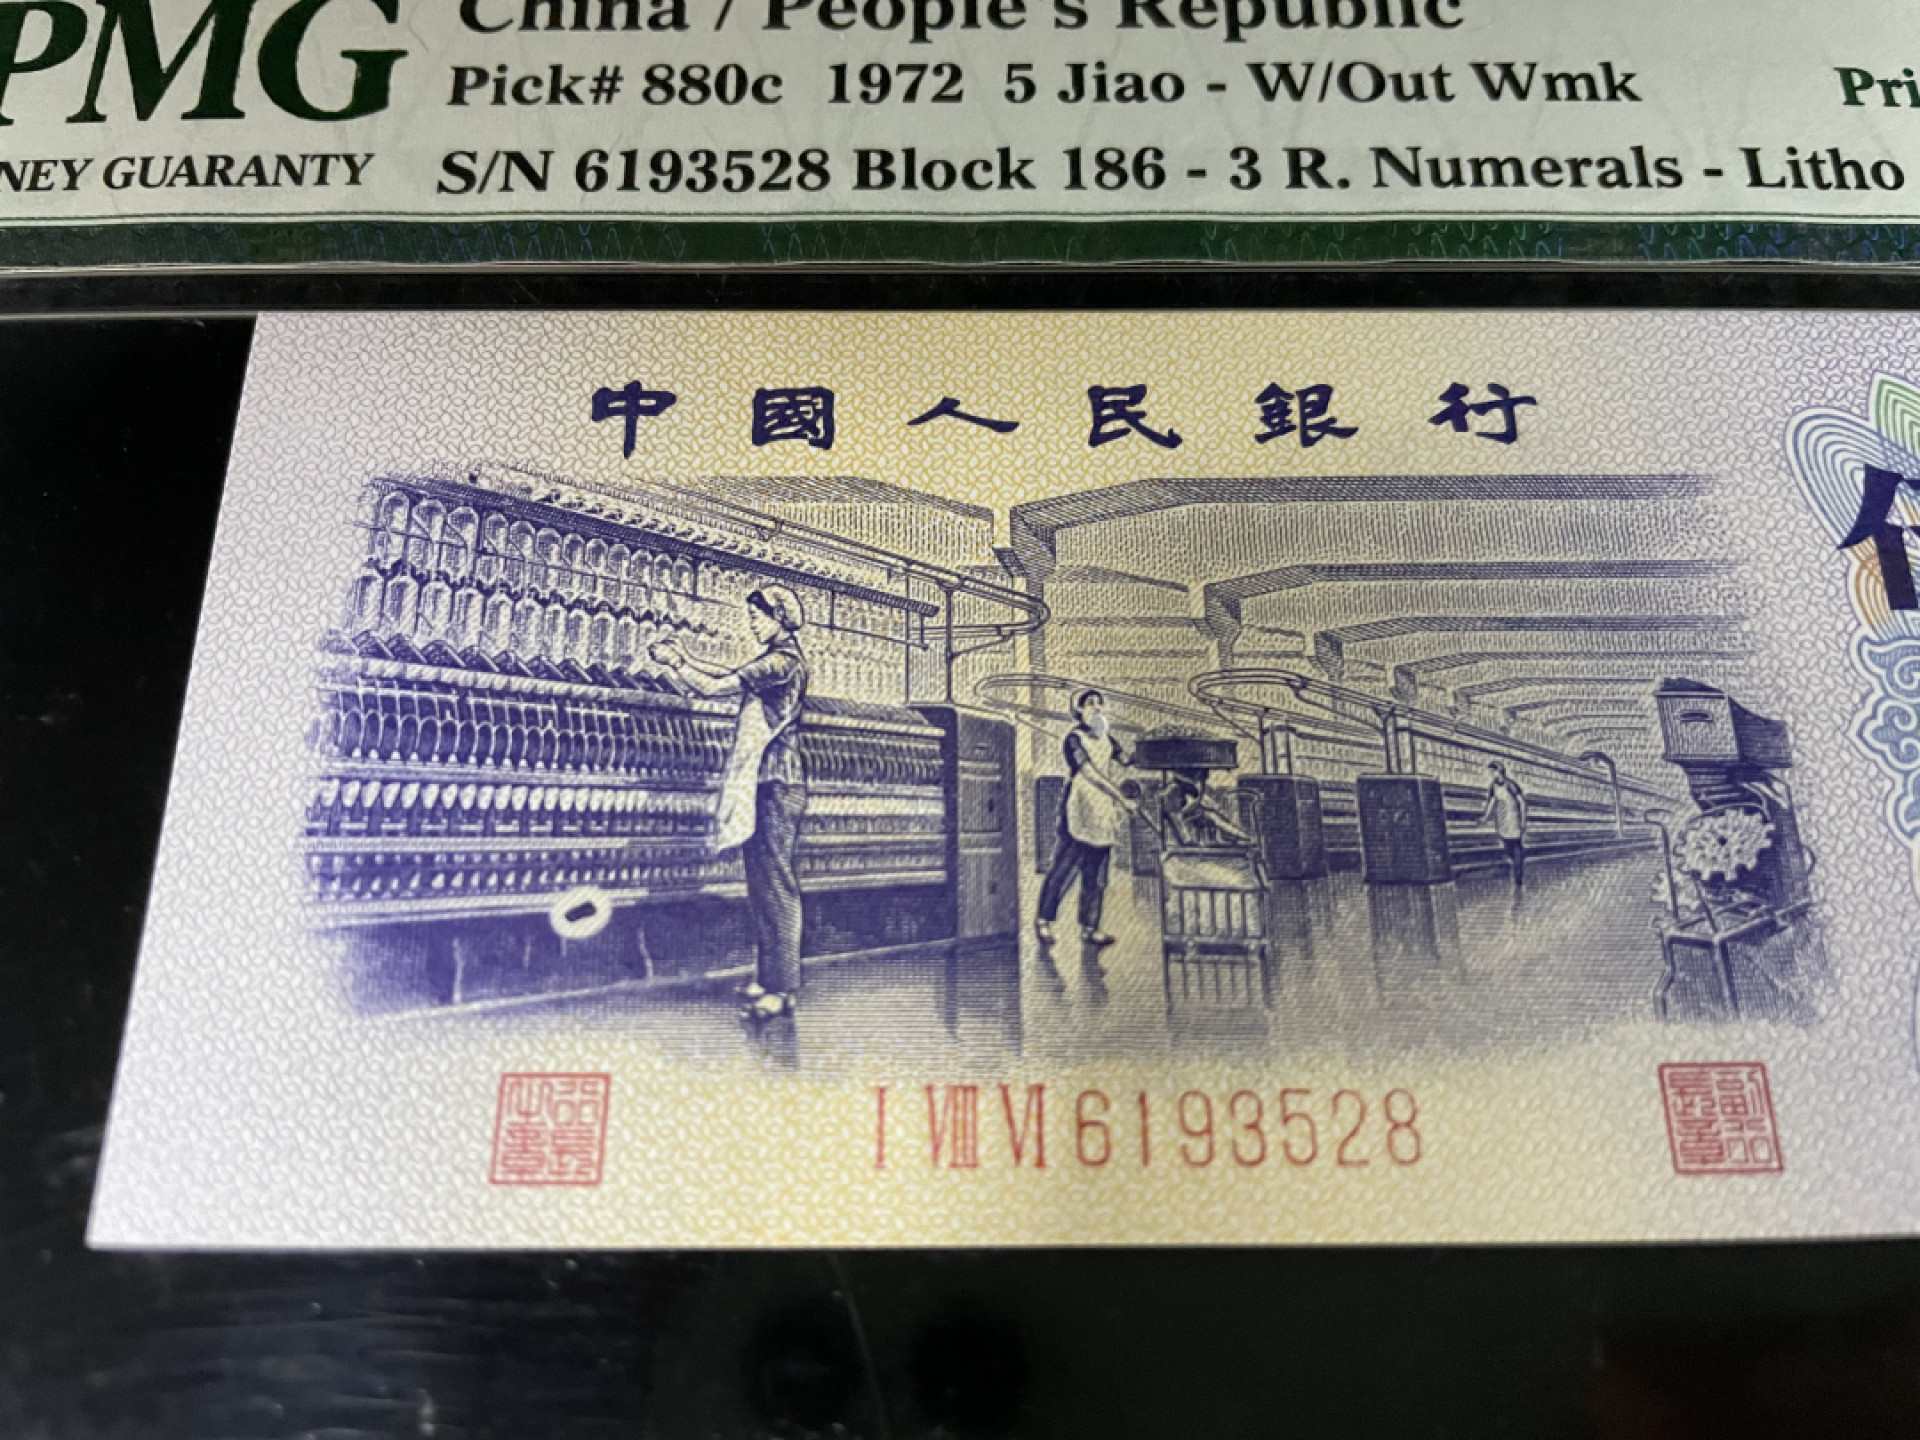 PMG China / People's Republic
Pick# 880c 1972 5 Jiao - W/Out Wmk
NEY GUARANTY S/N 6193528 Block 186 - 3 R. Numerals - Litho
中國人民銀行
I VIII VI 6193528